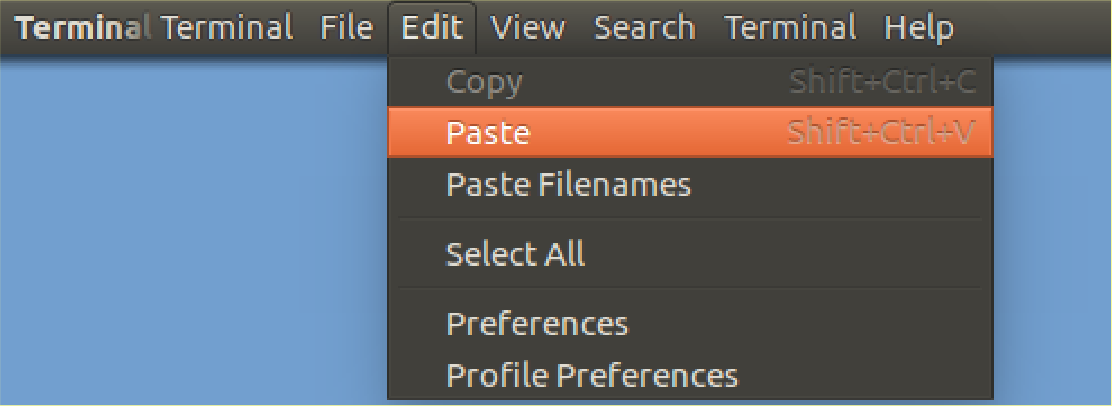 Terminal Terminal File Edit View Search Terminal Help
Copy Shift+Ctrl+C
Paste Shift+Ctrl+V
Paste Filenames
Select All
Preferences
Profile Preferences